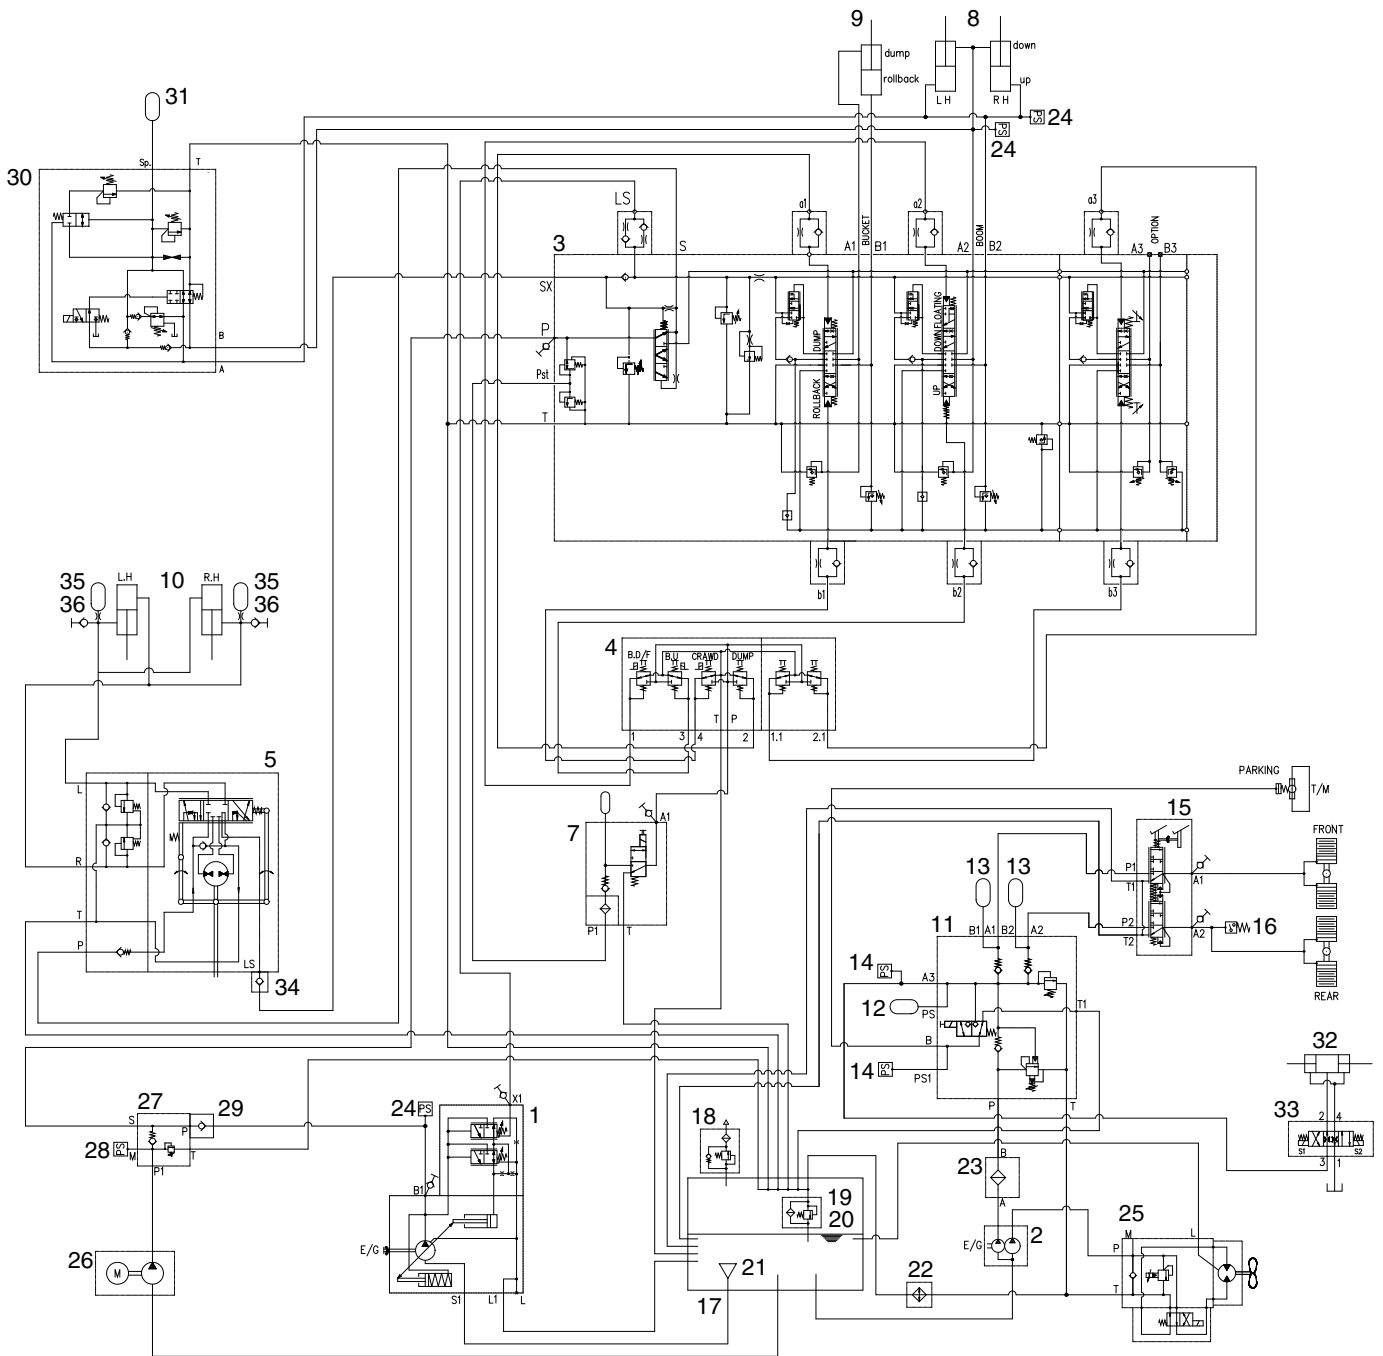 9
8
dump
rollback
down
up
L H
R H
31
24
24
Sp.
T
30
B
A
LS
a1
a2
a3
BUCKET
BOOM
OPTION
3
S
A1
B1
A2
B2
A3
B3
SX
P
Pst
T
DUMP
ROLLBACK
DOWN
FLOATING
UP
b1
b2
b3
35
36
L.H
10
R.H
35
36
4
B.D/F
B.U
CRAWD
DUMP
T
P
1
3
4
2
1.1
2.1
5
L
R
T
P
LS
34
7
A1
P1
T
PARKING
T/M
15
FRONT
P1
T1
A1
P2
T2
A2
16
REAR
13
13
11
B1
A1
B2
A2
14
PS
A3
12
PS
T1
B
14
PS
PS1
P
T
32
33
2
4
S1
S2
3
1
27
29
S
P
28
PS
M
T
P1
24
PS
X1
1
B1
E/G
S1
L1
L
26
M
18
19
20
21
17
22
23
B
A
E/G
2
25
M
L
P
T